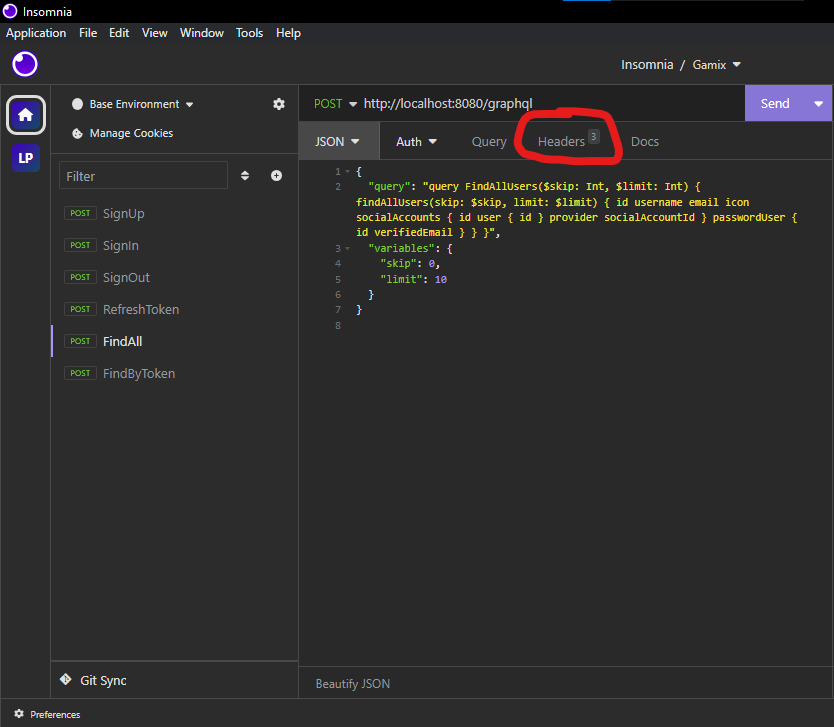 Insomnia
Application File Edit View Window Tools Help
Insomnia / Gamix
Base Environment
Manage Cookies
LP
Filter
POST SignUp
POST SignIn
POST SignOut
POST RefreshToken
POST FindAll
POST FindByToken
Git Sync
POST http://localhost:8080/graphql Send
JSON Auth Query Headers 3 Docs
1 {
2 "query": "query FindAllUsers($skip: Int, $limit: Int) {
findAllUsers(skip: $skip, limit: $limit) { id username email icon
socialAccounts { id user { id } provider socialAccountId } passwordUser {
id verifiedEmail } } }",
3 "variables": {
4 "skip": 0,
5 "limit": 10
6 }
7 }
8
Beautify JSON
Preferences